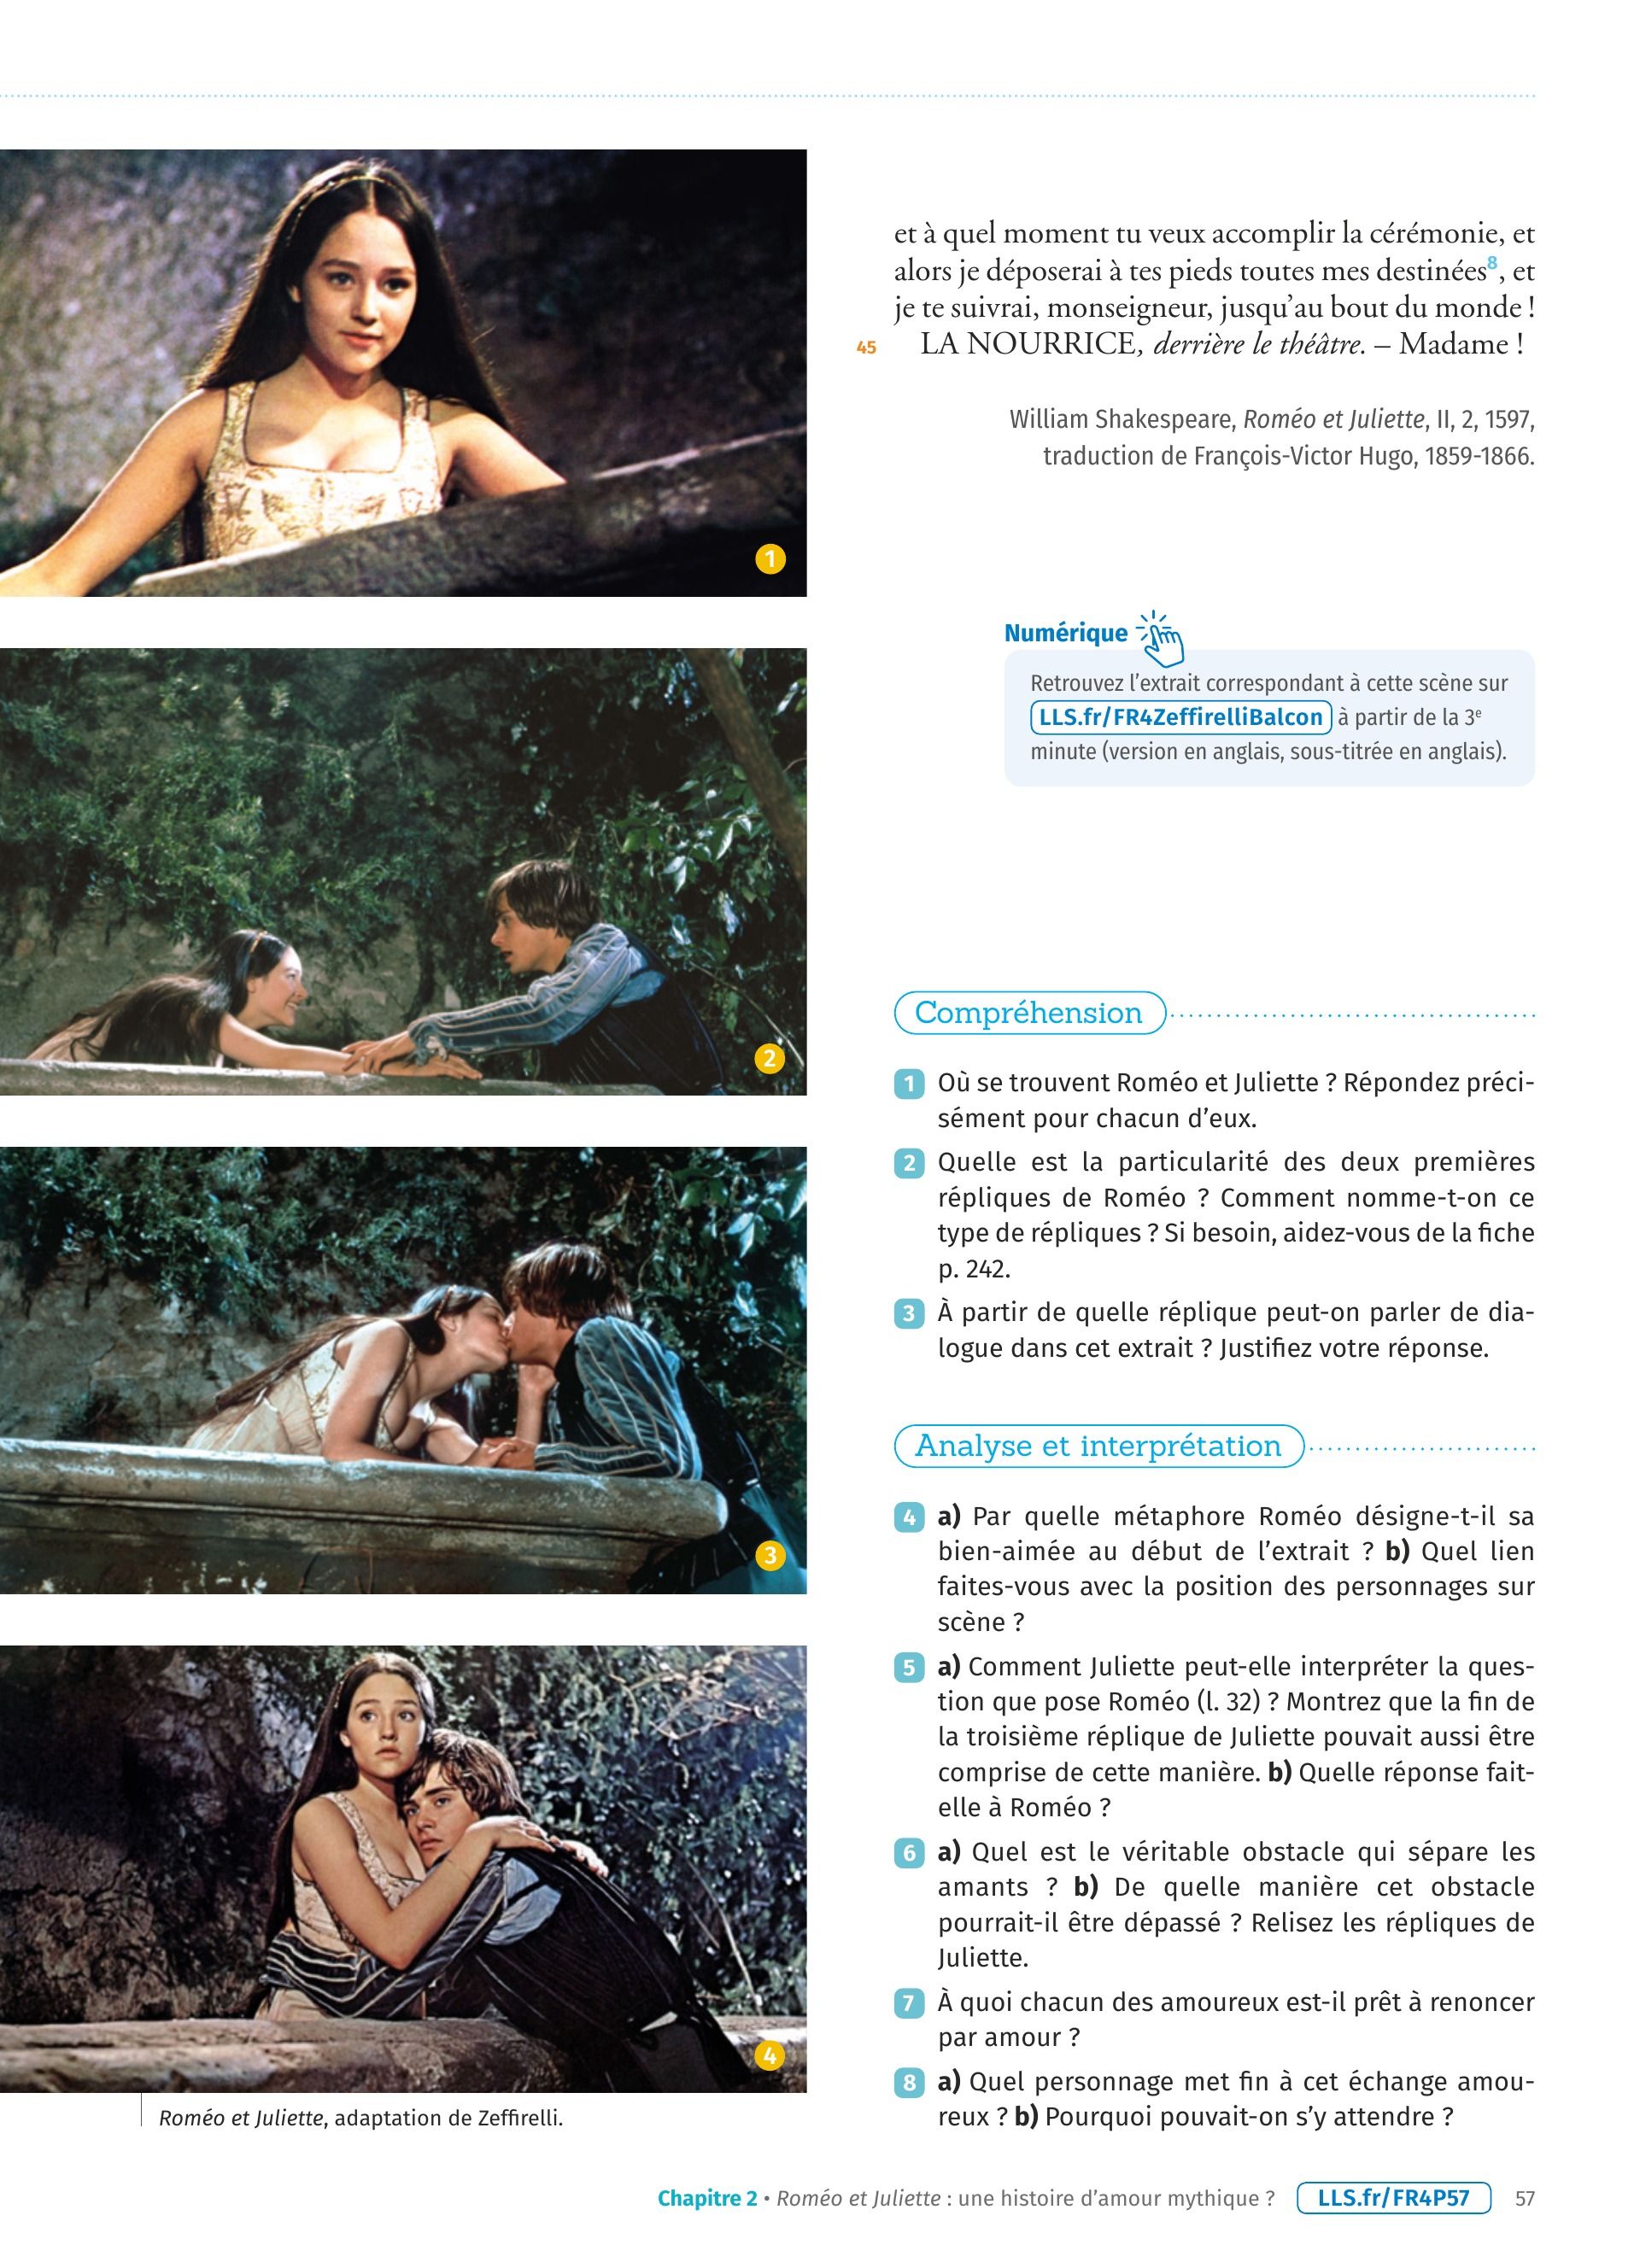 et à quel moment tu veux accomplir la cérémonie, et
alors je déposerai à tes pieds toutes mes destinées8, et
je te suivrai, monseigneur, jusqu'au bout du monde !
45 LA NOURRICE, derrière le théâtre. – Madame !
William Shakespeare, Roméo et Juliette, II, 2, 1597,
traduction de François-Victor Hugo, 1859-1866.
1
Numérique
Retrouvez l'extrait correspondant à cette scène sur
LLS.fr/FR4ZeffirelliBalcon à partir de la 3e
minute (version en anglais, sous-titrée en anglais).
2
3
4
Roméo et Juliette, adaptation de Zeffirelli.
Compréhension
1 Où se trouvent Roméo et Juliette ? Répondez préci-
sément pour chacun d'eux.
2 Quelle est la particularité des deux premières
répliques de Roméo ? Comment nomme-t-on ce
type de répliques ? Si besoin, aidez-vous de la fiche
p. 242.
3 À partir de quelle réplique peut-on parler de dia-
logue dans cet extrait ? Justifiez votre réponse.
Analyse et interprétation
4 a) Par quelle métaphore Roméo désigne-t-il sa
bien-aimée au début de l'extrait ? b) Quel lien
faites-vous avec la position des personnages sur
scène ?
5 a) Comment Juliette peut-elle interpréter la ques-
tion que pose Roméo (l. 32) ? Montrez que la fin de
la troisième réplique de Juliette pouvait aussi être
comprise de cette manière. b) Quelle réponse fait-
elle à Roméo ?
6 a) Quel est le véritable obstacle qui sépare les
amants ? b) De quelle manière cet obstacle
pourrait-il être dépassé ? Relisez les répliques de
Juliette.
7 À quoi chacun des amoureux est-il prêt à renoncer
par amour ?
8 a) Quel personnage met fin à cet échange amou-
reux ? b) Pourquoi pouvait-on s'y attendre ?
Chapitre 2 • Roméo et Juliette : une histoire d'amour mythique ? LLS.fr/FR4P57 57